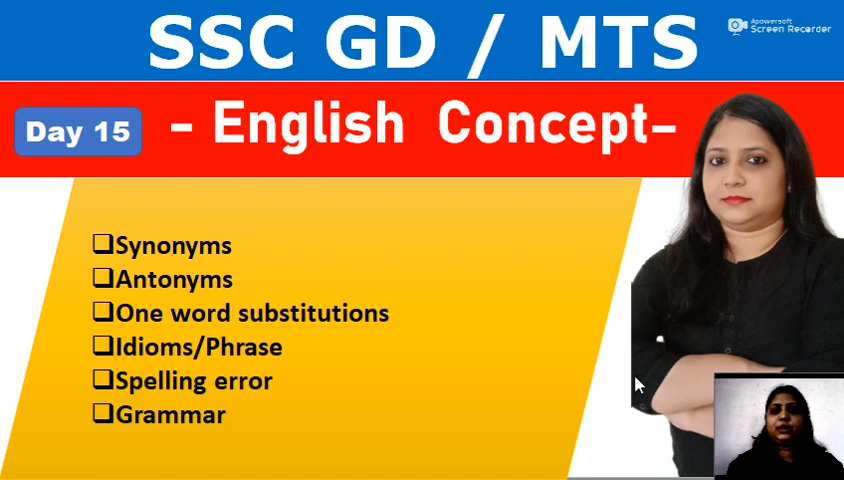 SSC GD / MTS
Apowersoft
Screen Recorder
Day 15
- English Concept-
❑Synonyms
❑Antonyms
❑One word substitutions
❑Idioms/Phrase
❑Spelling error
❑Grammar